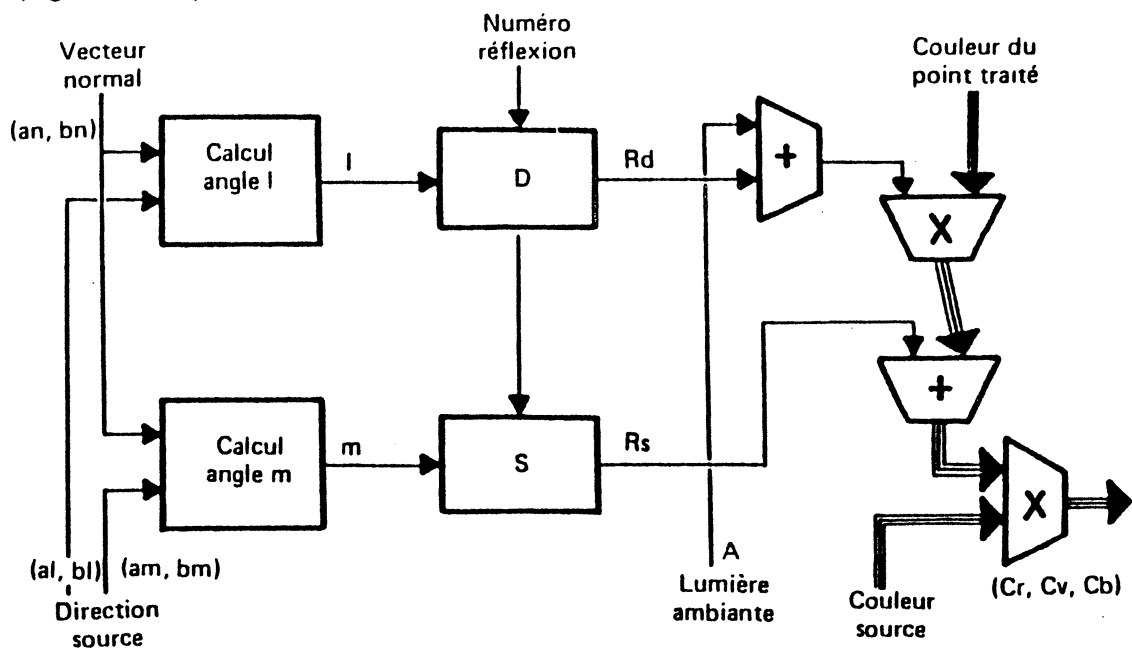 Numéro
réflexion
Vecteur
normal
Couleur du
point traité
(an, bn)
Calcul
angle l
l
D
Rd
+
X
Calcul
angle m
m
S
Rs
+
X
(al, bl)
(am, bm)
Direction
source
A
Lumière
ambiante
Couleur
source
(Cr, Cv, Cb)